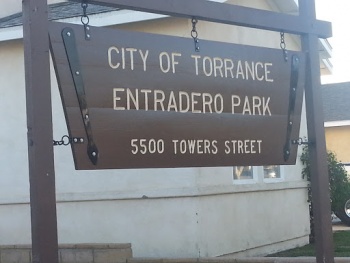 CITY OF TORRANCE
ENTRADERO PARK
5500 TOWERS STREET